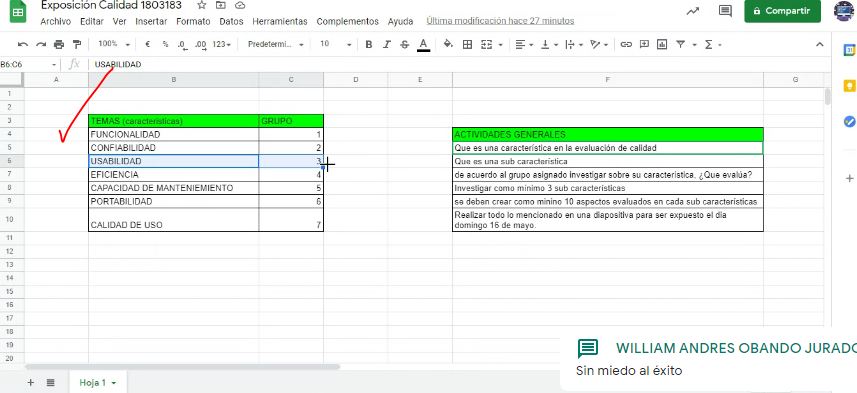 Exposición Calidad 1803183
Archivo Editar Ver Insertar Formato Datos Herramientas Complementos Ayuda Última modificación hace 27 minutos
Compartir
100% € % .0 .00 123 Predetermi... 10 B I S A
B6:C6 fx USABILIDAD
A B C D E F G
1
2
3 TEMAS (características) GRUPO
4 FUNCIONALIDAD 1 ACTIVIDADES GENERALES
5 CONFIABILIDAD 2 Que es una característica en la evaluación de calidad
6 USABILIDAD 3 Que es una sub característica
7 EFICIENCIA 4 de acuerdo al grupo asignado investigar sobre su característica, ¿Que evalúa?
8 CAPACIDAD DE MANTENIEMIENTO 5 Investigar como mínimo 3 sub características
9 PORTABILIDAD 6 se deban crear como minino 10 aspectos evaluados en cada sub características
Realizar todo lo mencionado en una diapositiva para ser expuesto el día
10 CALIDAD DE USO 7 domingo 16 de mayo.
11
12
13
14
15
16
17
18
19
20
WILLIAM ANDRES OBANDO JURADO
Sin miedo al éxito
Hoja 1